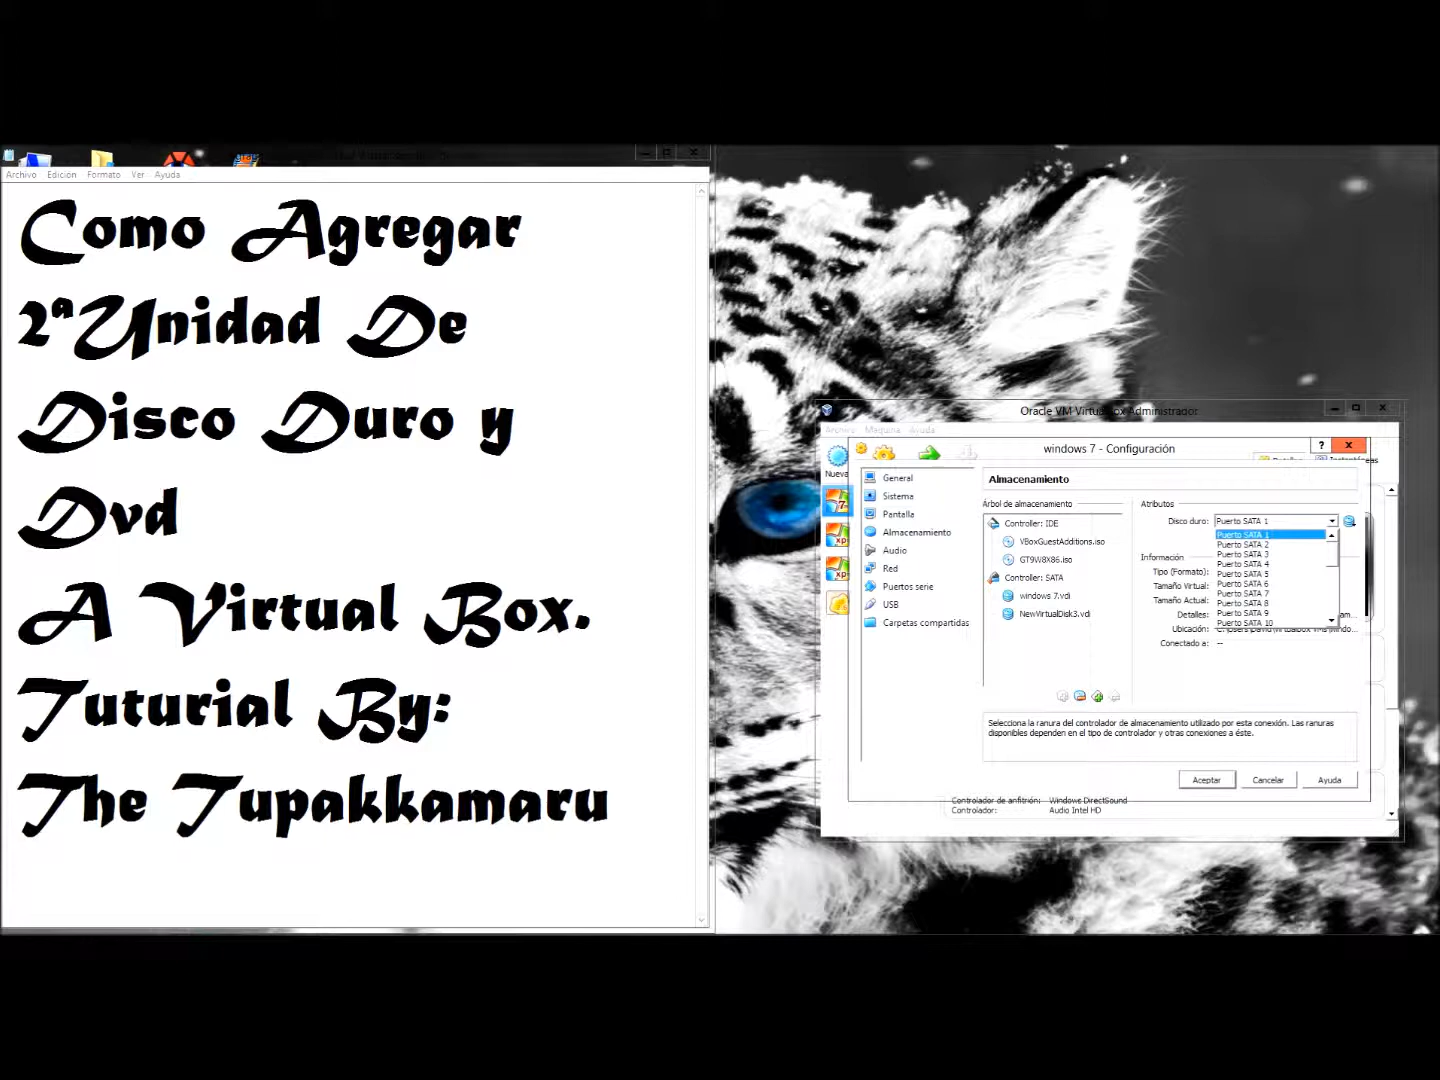 Archivo Edición Formato Ver Ayuda
Como Agregar
2ªUnidad De
Disco Duro y
Dvd
A Virtual Box.
Tuturial By:
The Tupakkamaru
Oracle VM VirtualBox Administrador
Archivo Máquina Ayuda
Nueva
windows 7 - Configuración
?
Instantáneas
General
Sistema
Pantalla
Almacenamiento
Audio
Red
Puertos serie
USB
Carpetas compartidas
Almacenamiento
Árbol de almacenamiento
Controller: IDE
VBoxGuestAdditions.iso
GT9W8X86.iso
Controller: SATA
windows 7.vdi
NewVirtualDisk3.vdi
Atributos
Disco duro: Puerto SATA 1
Puerto SATA 1
Puerto SATA 2
Puerto SATA 3
Puerto SATA 4
Puerto SATA 5
Puerto SATA 6
Puerto SATA 7
Puerto SATA 8
Puerto SATA 9
Puerto SATA 10
Información
Tipo (Formato):
Tamaño Virtual:
Tamaño Actual:
Detalles:
Ubicación:
Conectado a: --
Selecciona la ranura del controlador de almacenamiento utilizado por esta conexión. Las ranuras
disponibles dependen en el tipo de controlador y otras conexiones a éste.
Aceptar Cancelar Ayuda
Controlador de anfitrión: Windows DirectSound
Controlador: Audio Intel HD